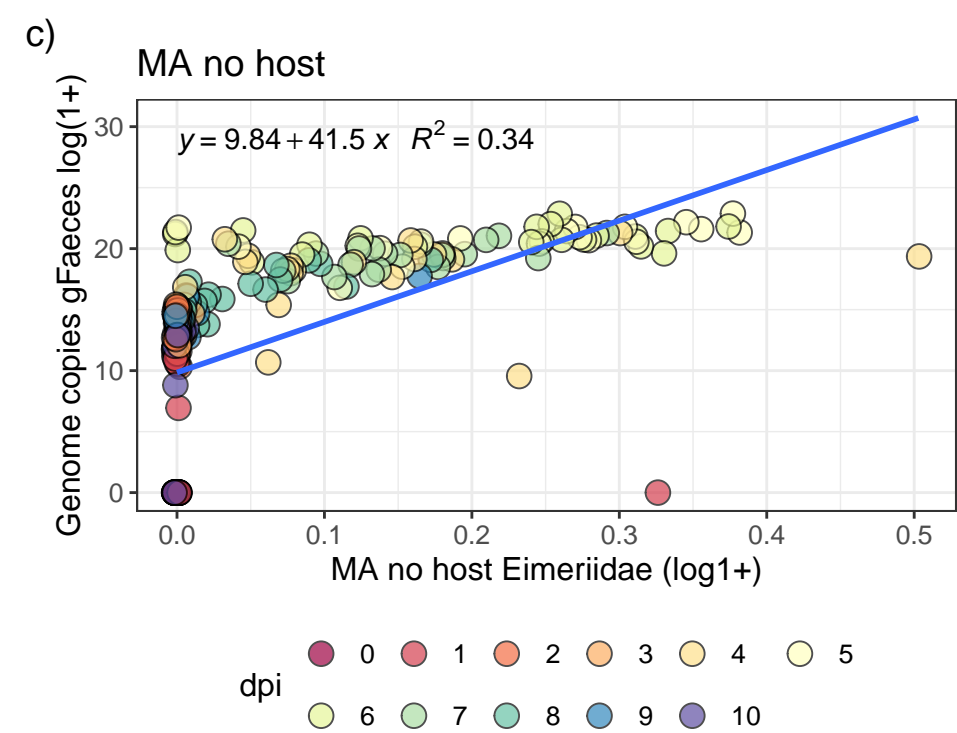 c)
MA no host
Genome copies gFaeces log(1+)
y = 9.84 + 41.5 x R² = 0.34
30
20
10
0
0.0 0.1 0.2 0.3 0.4 0.5
MA no host Eimeriidae (log1+)
dpi
0 1 2 3 4 5
6 7 8 9 10